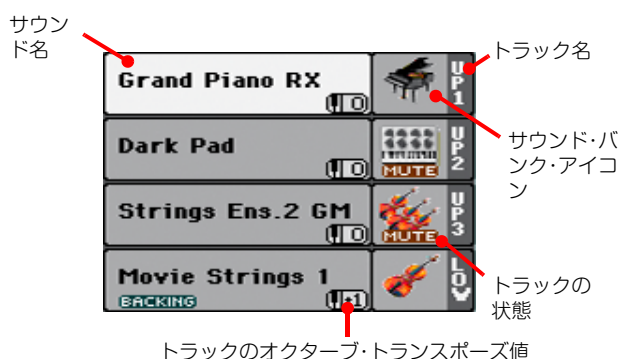 サウン
ド名
トラック名
Grand Piano RX
0
UP1
Dark Pad
0
MUTE
UP2
サウンド・バ
ンク・アイコ
ン
Strings Ens.2 GM
0
MUTE
UP3
Movie Strings 1
BACKING
+1
LOW
トラックの
状態
トラックのオクターブ・トランスポーズ値